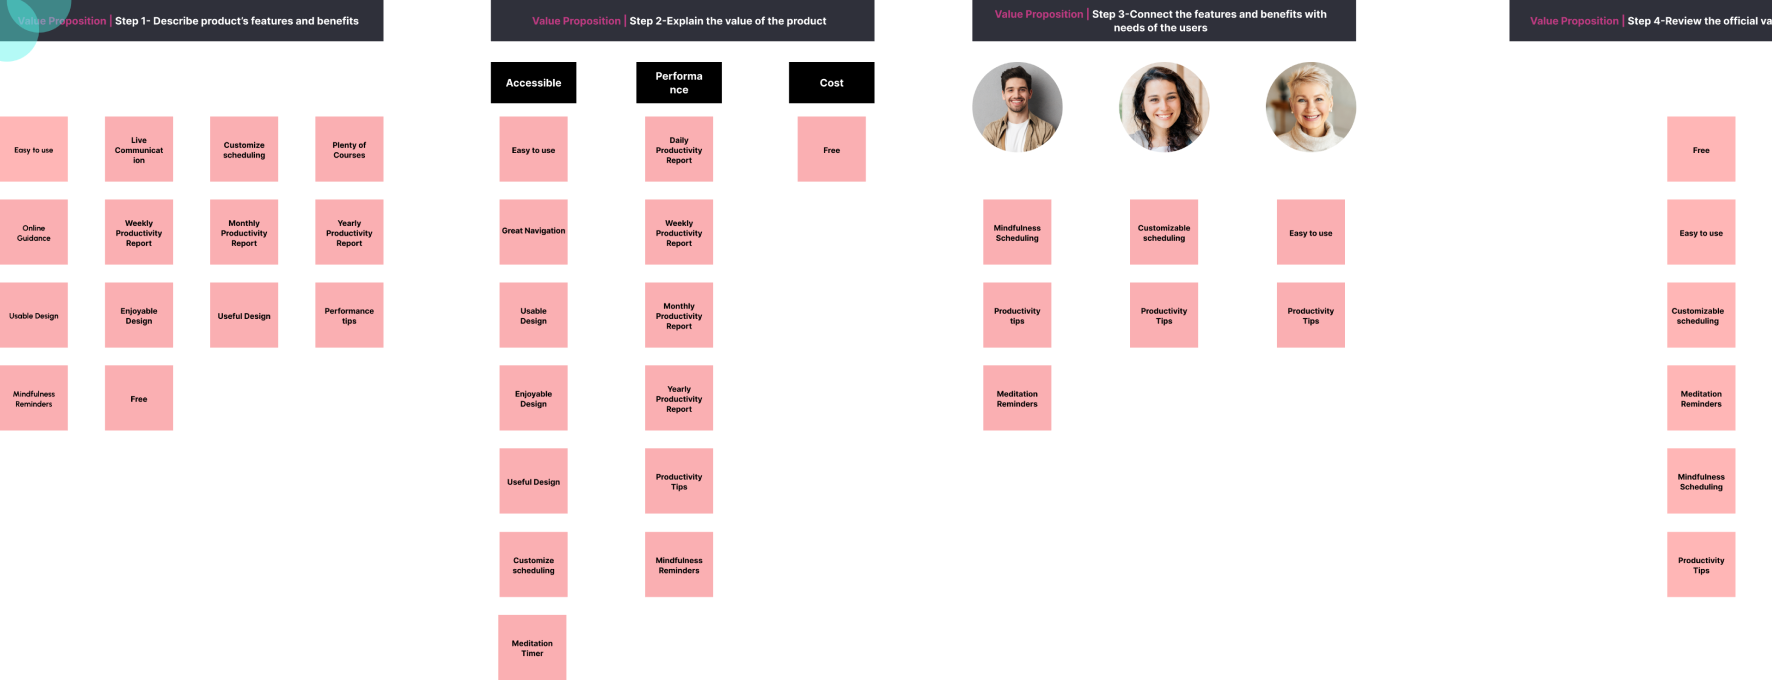 Value Proposition | Step 1- Describe product's features and benefits
Easy to use
Live
Communicat
ion
Customize
scheduling
Plenty of
Courses
Online
Guidance
Weekly
Productivity
Report
Monthly
Productivity
Report
Yearly
Productivity
Report
Usable Design
Enjoyable
Design
Useful Design
Performance
tips
Mindfulness
Reminders
Free
Value Proposition | Step 2-Explain the value of the product
Accessible
Performa
nce
Cost
Easy to use
Daily
Productivity
Report
Free
Great Navigation
Weekly
Productivity
Report
Usable
Design
Monthly
Productivity
Report
Enjoyable
Design
Yearly
Productivity
Report
Useful Design
Productivity
Tips
Customize
scheduling
Mindfulness
Reminders
Meditation
Timer
Value Proposition | Step 3-Connect the features and benefits with
needs of the users
Mindfulness
Scheduling
Customizable
scheduling
Easy to use
Productivity
tips
Productivity
Tips
Productivity
Tips
Meditation
Reminders
Value Proposition | Step 4-Review the official va
Free
Easy to use
Customizable
scheduling
Meditation
Reminders
Mindfulness
Scheduling
Productivity
Tips